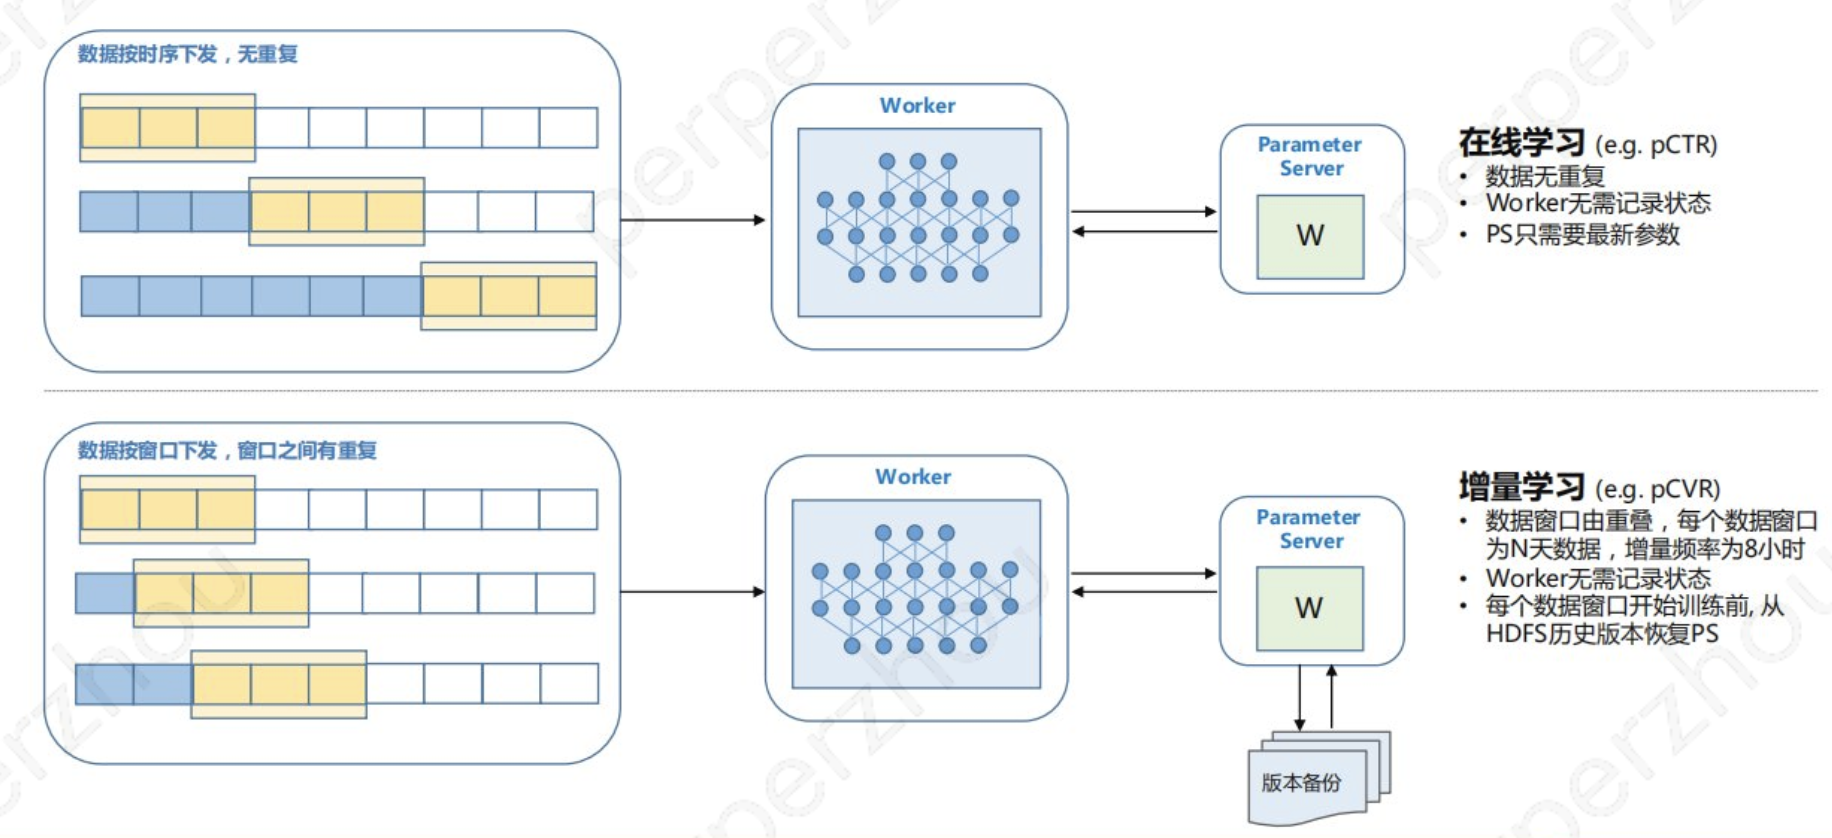 数据按时序下发，无重复
Worker
Parameter
Server
W
在线学习 (e.g. pCTR)
• 数据无重复
• Worker无需记录状态
• PS只需要最新参数
数据按窗口下发，窗口之间有重复
Worker
Parameter
Server
W
版本备份
增量学习 (e.g. pCVR)
• 数据窗口由重叠，每个数据窗口
为N天数据，增量频率为8小时
• Worker无需记录状态
• 每个数据窗口开始训练前, 从
HDFS历史版本恢复PS
perperzhou